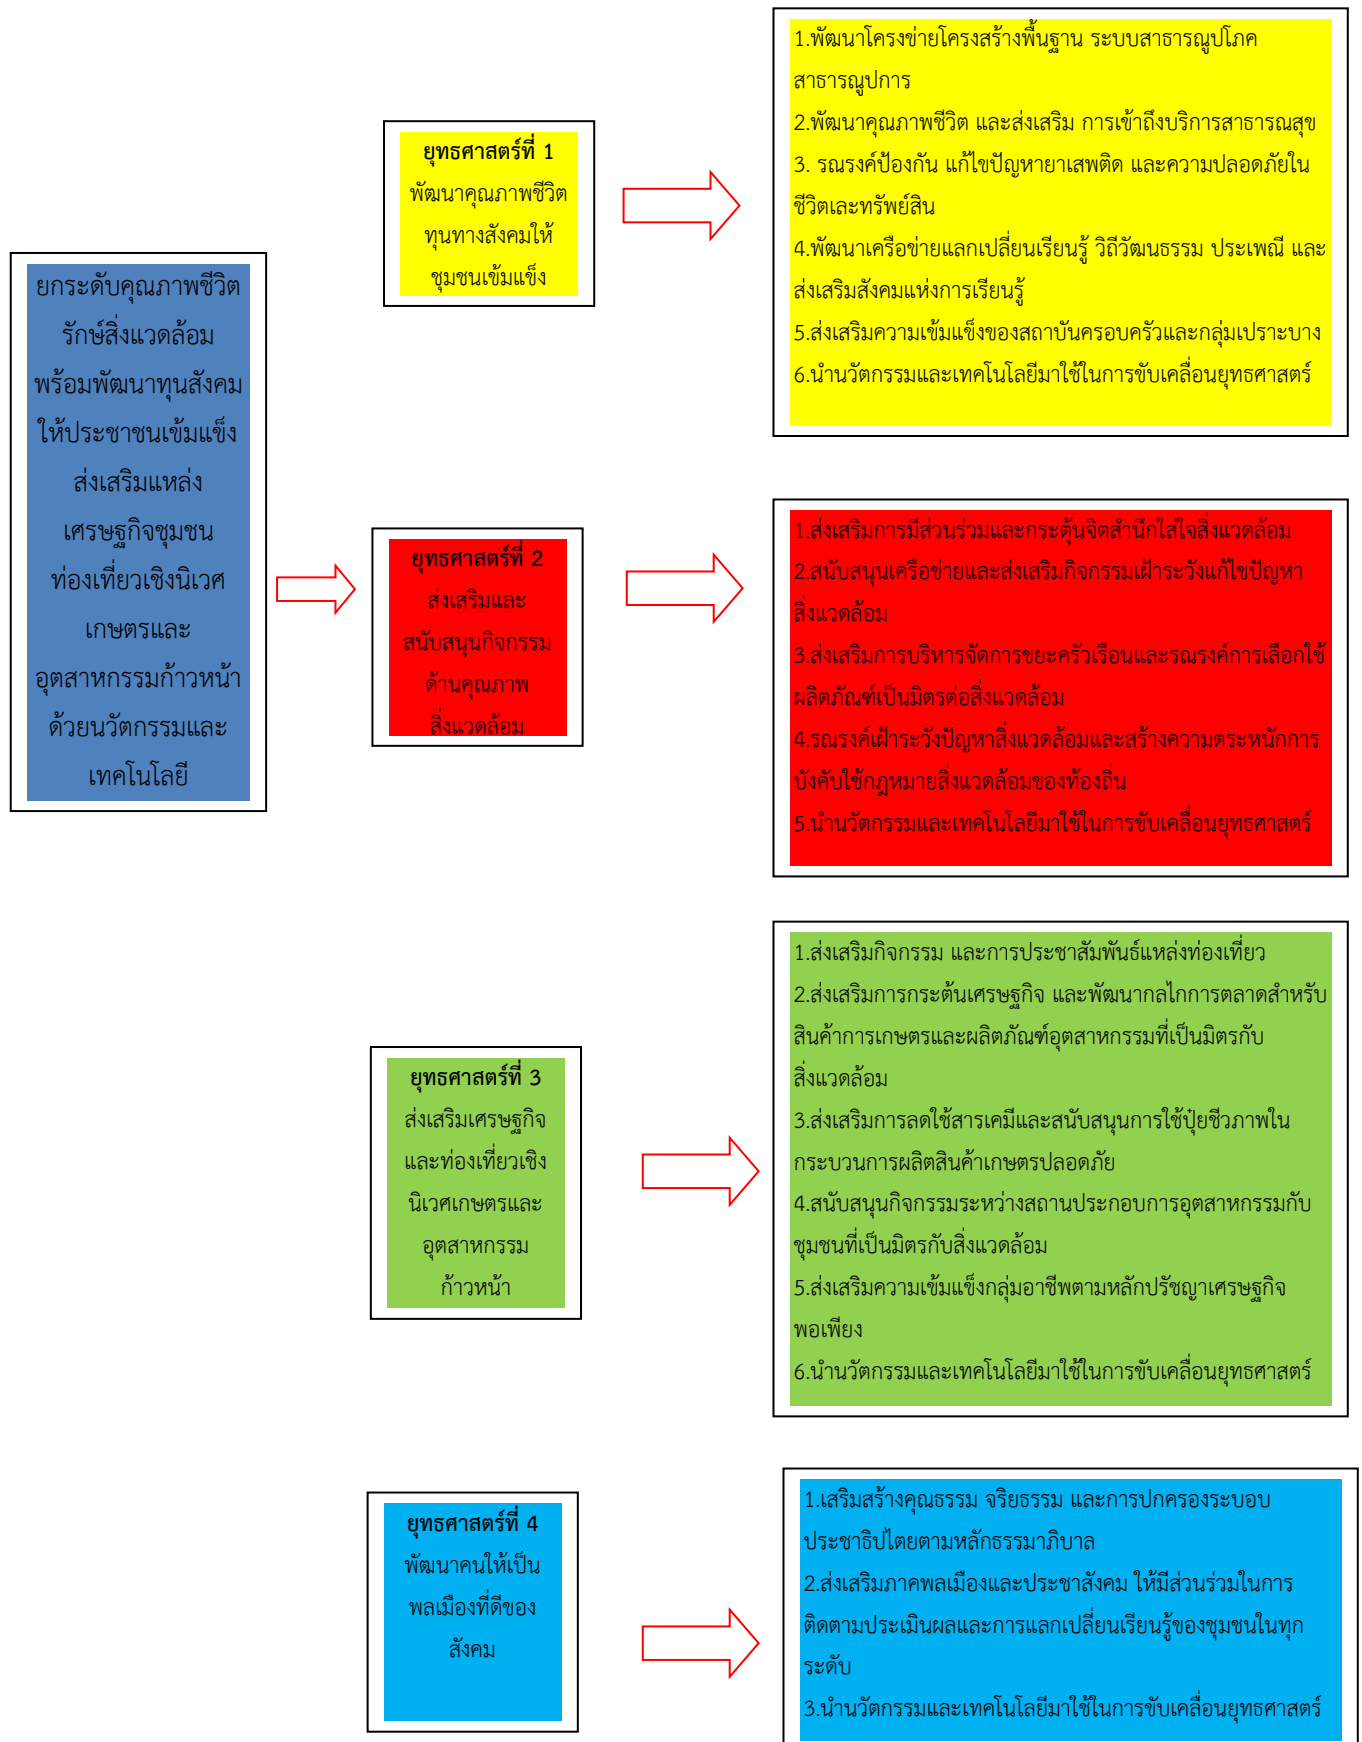 ยกระดับคุณภาพชีวิต
รักษ์สิ่งแวดล้อม
พร้อมพัฒนาทุนสังคม
ให้ประชาชนเข้มแข็ง
ส่งเสริมแหล่ง
เศรษฐกิจชุมชน
ท่องเที่ยวเชิงนิเวศ
เกษตรและ
อุตสาหกรรมก้าวหน้า
ด้วยนวัตกรรมและ
เทคโนโลยี
ยุทธศาสตร์ที่ 1
พัฒนาคุณภาพชีวิต
ทุนทางสังคมให้
ชุมชนเข้มแข็ง
1.พัฒนาโครงข่ายโครงสร้างพื้นฐาน ระบบสาธารณูปโภค
สาธารณูปการ
2.พัฒนาคุณภาพชีวิต และส่งเสริม การเข้าถึงบริการสาธารณสุข
3. รณรงค์ป้องกัน แก้ไขปัญหายาเสพติด และความปลอดภัยใน
ชีวิตเละทรัพย์สิน
4.พัฒนาเครือข่ายแลกเปลี่ยนเรียนรู้ วิถีวัฒนธรรม ประเพณี และ
ส่งเสริมสังคมแห่งการเรียนรู้
5.ส่งเสริมความเข้มแข็งของสถาบันครอบครัวและกลุ่มเปราะบาง
6.นำนวัตกรรมและเทคโนโลยีมาใช้ในการขับเคลื่อนยุทธศาสตร์
ยุทธศาสตร์ที่ 2
ส่งเสริมและ
สนับสนุนกิจกรรม
ด้านคุณภาพ
สิ่งแวดล้อม
1.ส่งเสริมการมีส่วนร่วมและกระตุ้นจิตสำนึกใส่ใจสิ่งแวดล้อม
2.สนับสนุนเครือข่ายและส่งเสริมกิจกรรมเฝ้าระวังแก้ไขปัญหา
สิ่งแวดล้อม
3.ส่งเสริมการบริหารจัดการขยะครัวเรือนและรณรงค์การเลือกใช้
ผลิตภัณฑ์เป็นมิตรต่อสิ่งแวดล้อม
4.รณรงค์เฝ้าระวังปัญหาสิ่งแวดล้อมและสร้างความตระหนักการ
บังคับใช้กฎหมายสิ่งแวดล้อมของท้องถิ่น
5.นำนวัตกรรมและเทคโนโลยีมาใช้ในการขับเคลื่อนยุทธศาสตร์
ยุทธศาสตร์ที่ 3
ส่งเสริมเศรษฐกิจ
และท่องเที่ยวเชิง
นิเวศเกษตรและ
อุตสาหกรรม
ก้าวหน้า
1.ส่งเสริมกิจกรรม และการประชาสัมพันธ์แหล่งท่องเที่ยว
2.ส่งเสริมการกระต้นเศรษฐกิจ และพัฒนากลไกการตลาดสำหรับ
สินค้าการเกษตรและผลิตภัณฑ์อุตสาหกรรมที่เป็นมิตรกับ
สิ่งแวดล้อม
3.ส่งเสริมการลดใช้สารเคมีและสนับสนุนการใช้ปุ๋ยชีวภาพใน
กระบวนการผลิตสินค้าเกษตรปลอดภัย
4.สนับสนุนกิจกรรมระหว่างสถานประกอบการอุตสาหกรรมกับ
ชุมชนที่เป็นมิตรกับสิ่งแวดล้อม
5.ส่งเสริมความเข้มแข็งกลุ่มอาชีพตามหลักปรัชญาเศรษฐกิจ
พอเพียง
6.นำนวัตกรรมและเทคโนโลยีมาใช้ในการขับเคลื่อนยุทธศาสตร์
ยุทธศาสตร์ที่ 4
พัฒนาคนให้เป็น
พลเมืองที่ดีของ
สังคม
1.เสริมสร้างคุณธรรม จริยธรรม และการปกครองระบอบ
ประชาธิปไตยตามหลักธรรมาภิบาล
2.ส่งเสริมภาคพลเมืองและประชาสังคม ให้มีส่วนร่วมในการ
ติดตามประเมินผลและการแลกเปลี่ยนเรียนรู้ของชุมชนในทุก
ระดับ
3.นำนวัตกรรมและเทคโนโลยีมาใช้ในการขับเคลื่อนยุทธศาสตร์